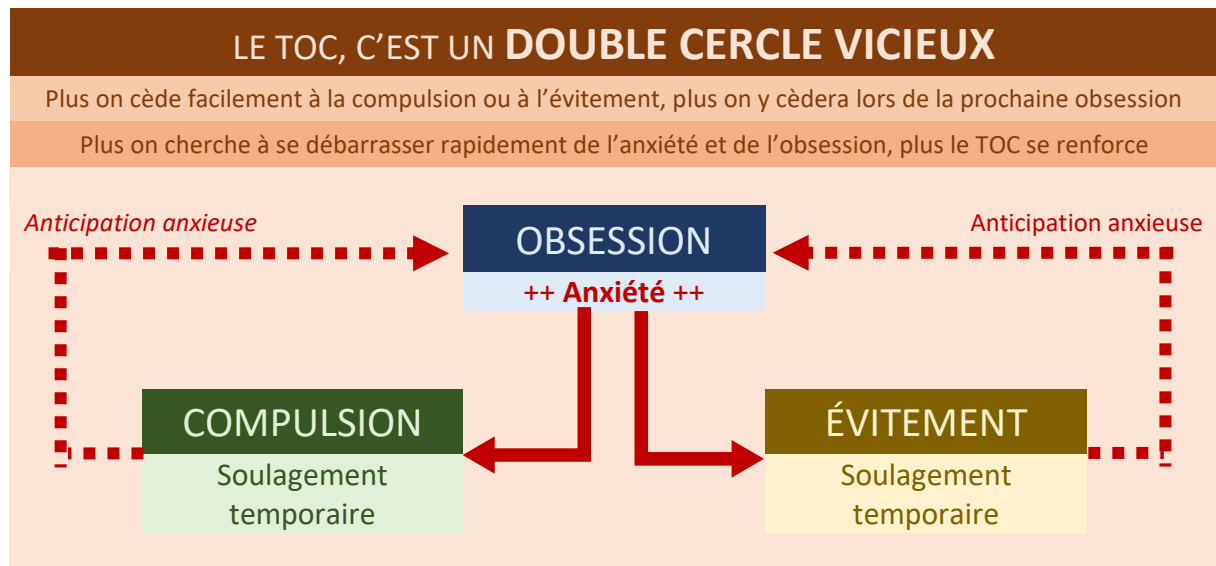 LE TOC, C'EST UN DOUBLE CERCLE VICIEUX
Plus on cède facilement à la compulsion ou à l'évitement, plus on y cèdera lors de la prochaine obsession
Plus on cherche à se débarrasser rapidement de l'anxiété et de l'obsession, plus le TOC se renforce
Anticipation anxieuse
OBSESSION
Anticipation anxieuse
++ Anxiété ++
COMPULSION
Soulagement
temporaire
ÉVITEMENT
Soulagement
temporaire